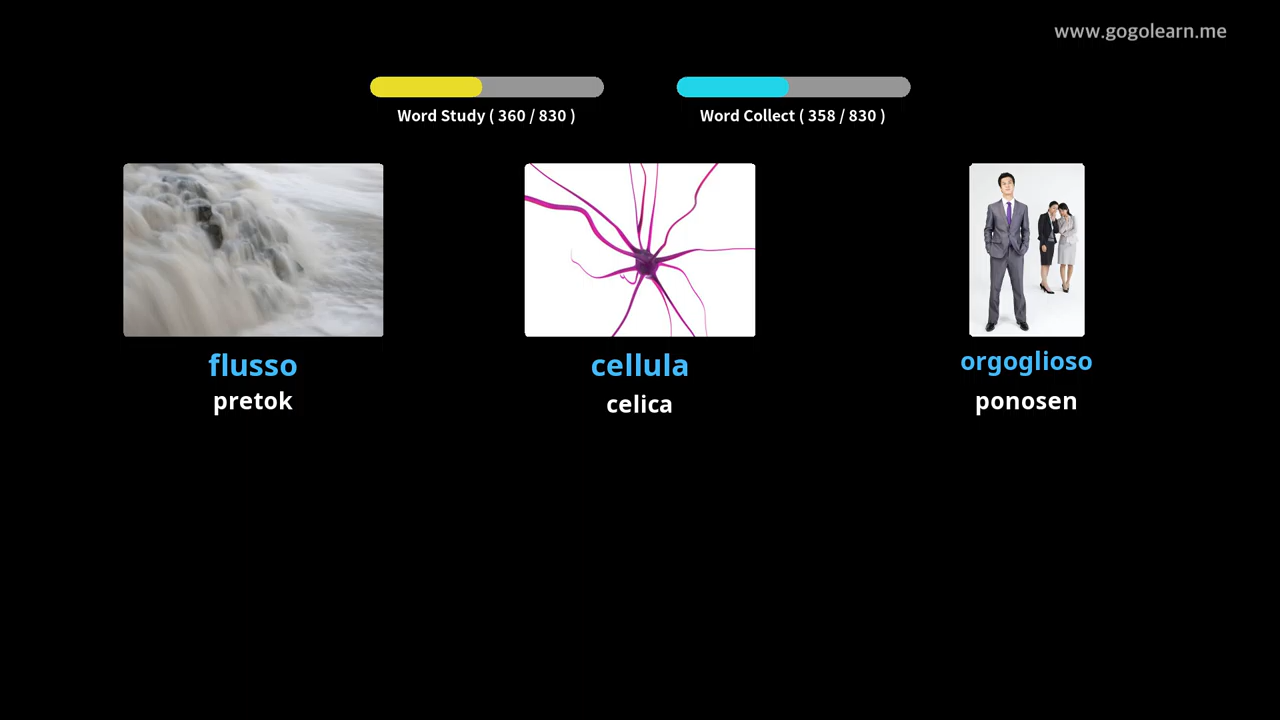 www.gogolearn.me
Word Study ( 360 / 830 )
Word Collect ( 358 / 830 )
flusso
pretok
cellula
celica
orgoglioso
ponosen